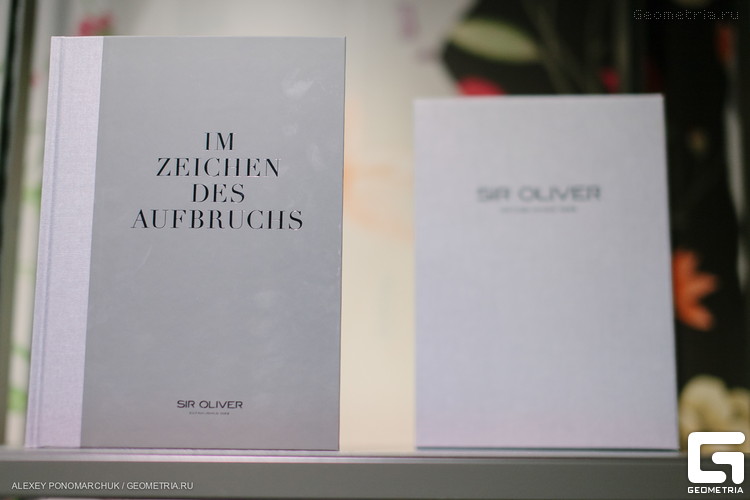 Geometria.ru
IM
ZEICHEN
DES
AUFBRUCHS
SIR OLIVER
SIR OLIVER
ALEXEY PONOMARCHUK / GEOMETRIA.RU
G
GEOMETRIA